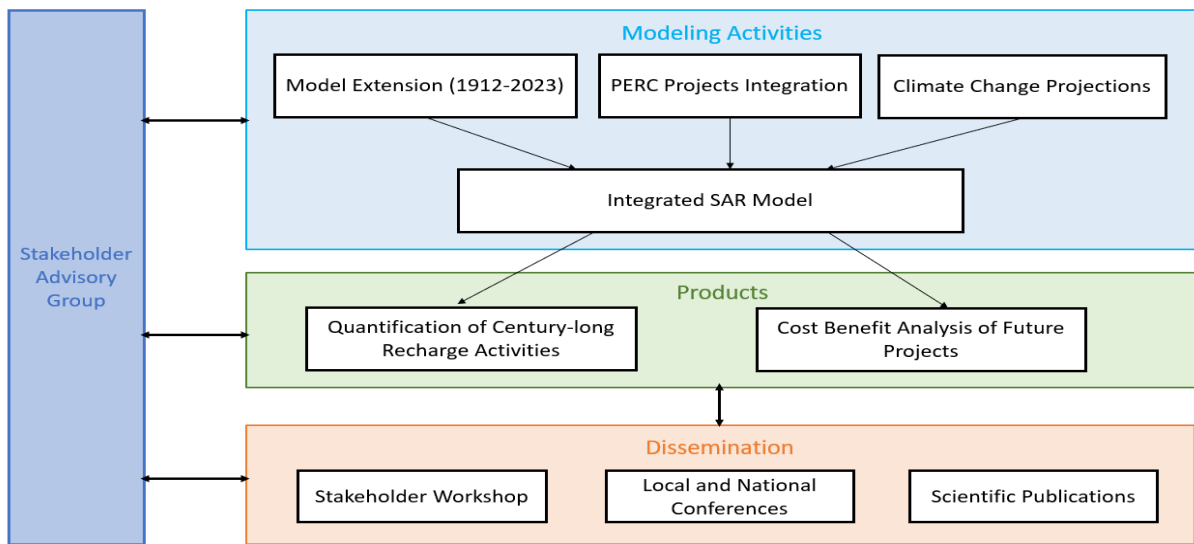 Stakeholder
Advisory
Group
Modeling Activities
Model Extension (1912-2023)
PERC Projects Integration
Climate Change Projections
Integrated SAR Model
Products
Quantification of Century-long
Recharge Activities
Cost Benefit Analysis of Future
Projects
Dissemination
Stakeholder Workshop
Local and National
Conferences
Scientific Publications